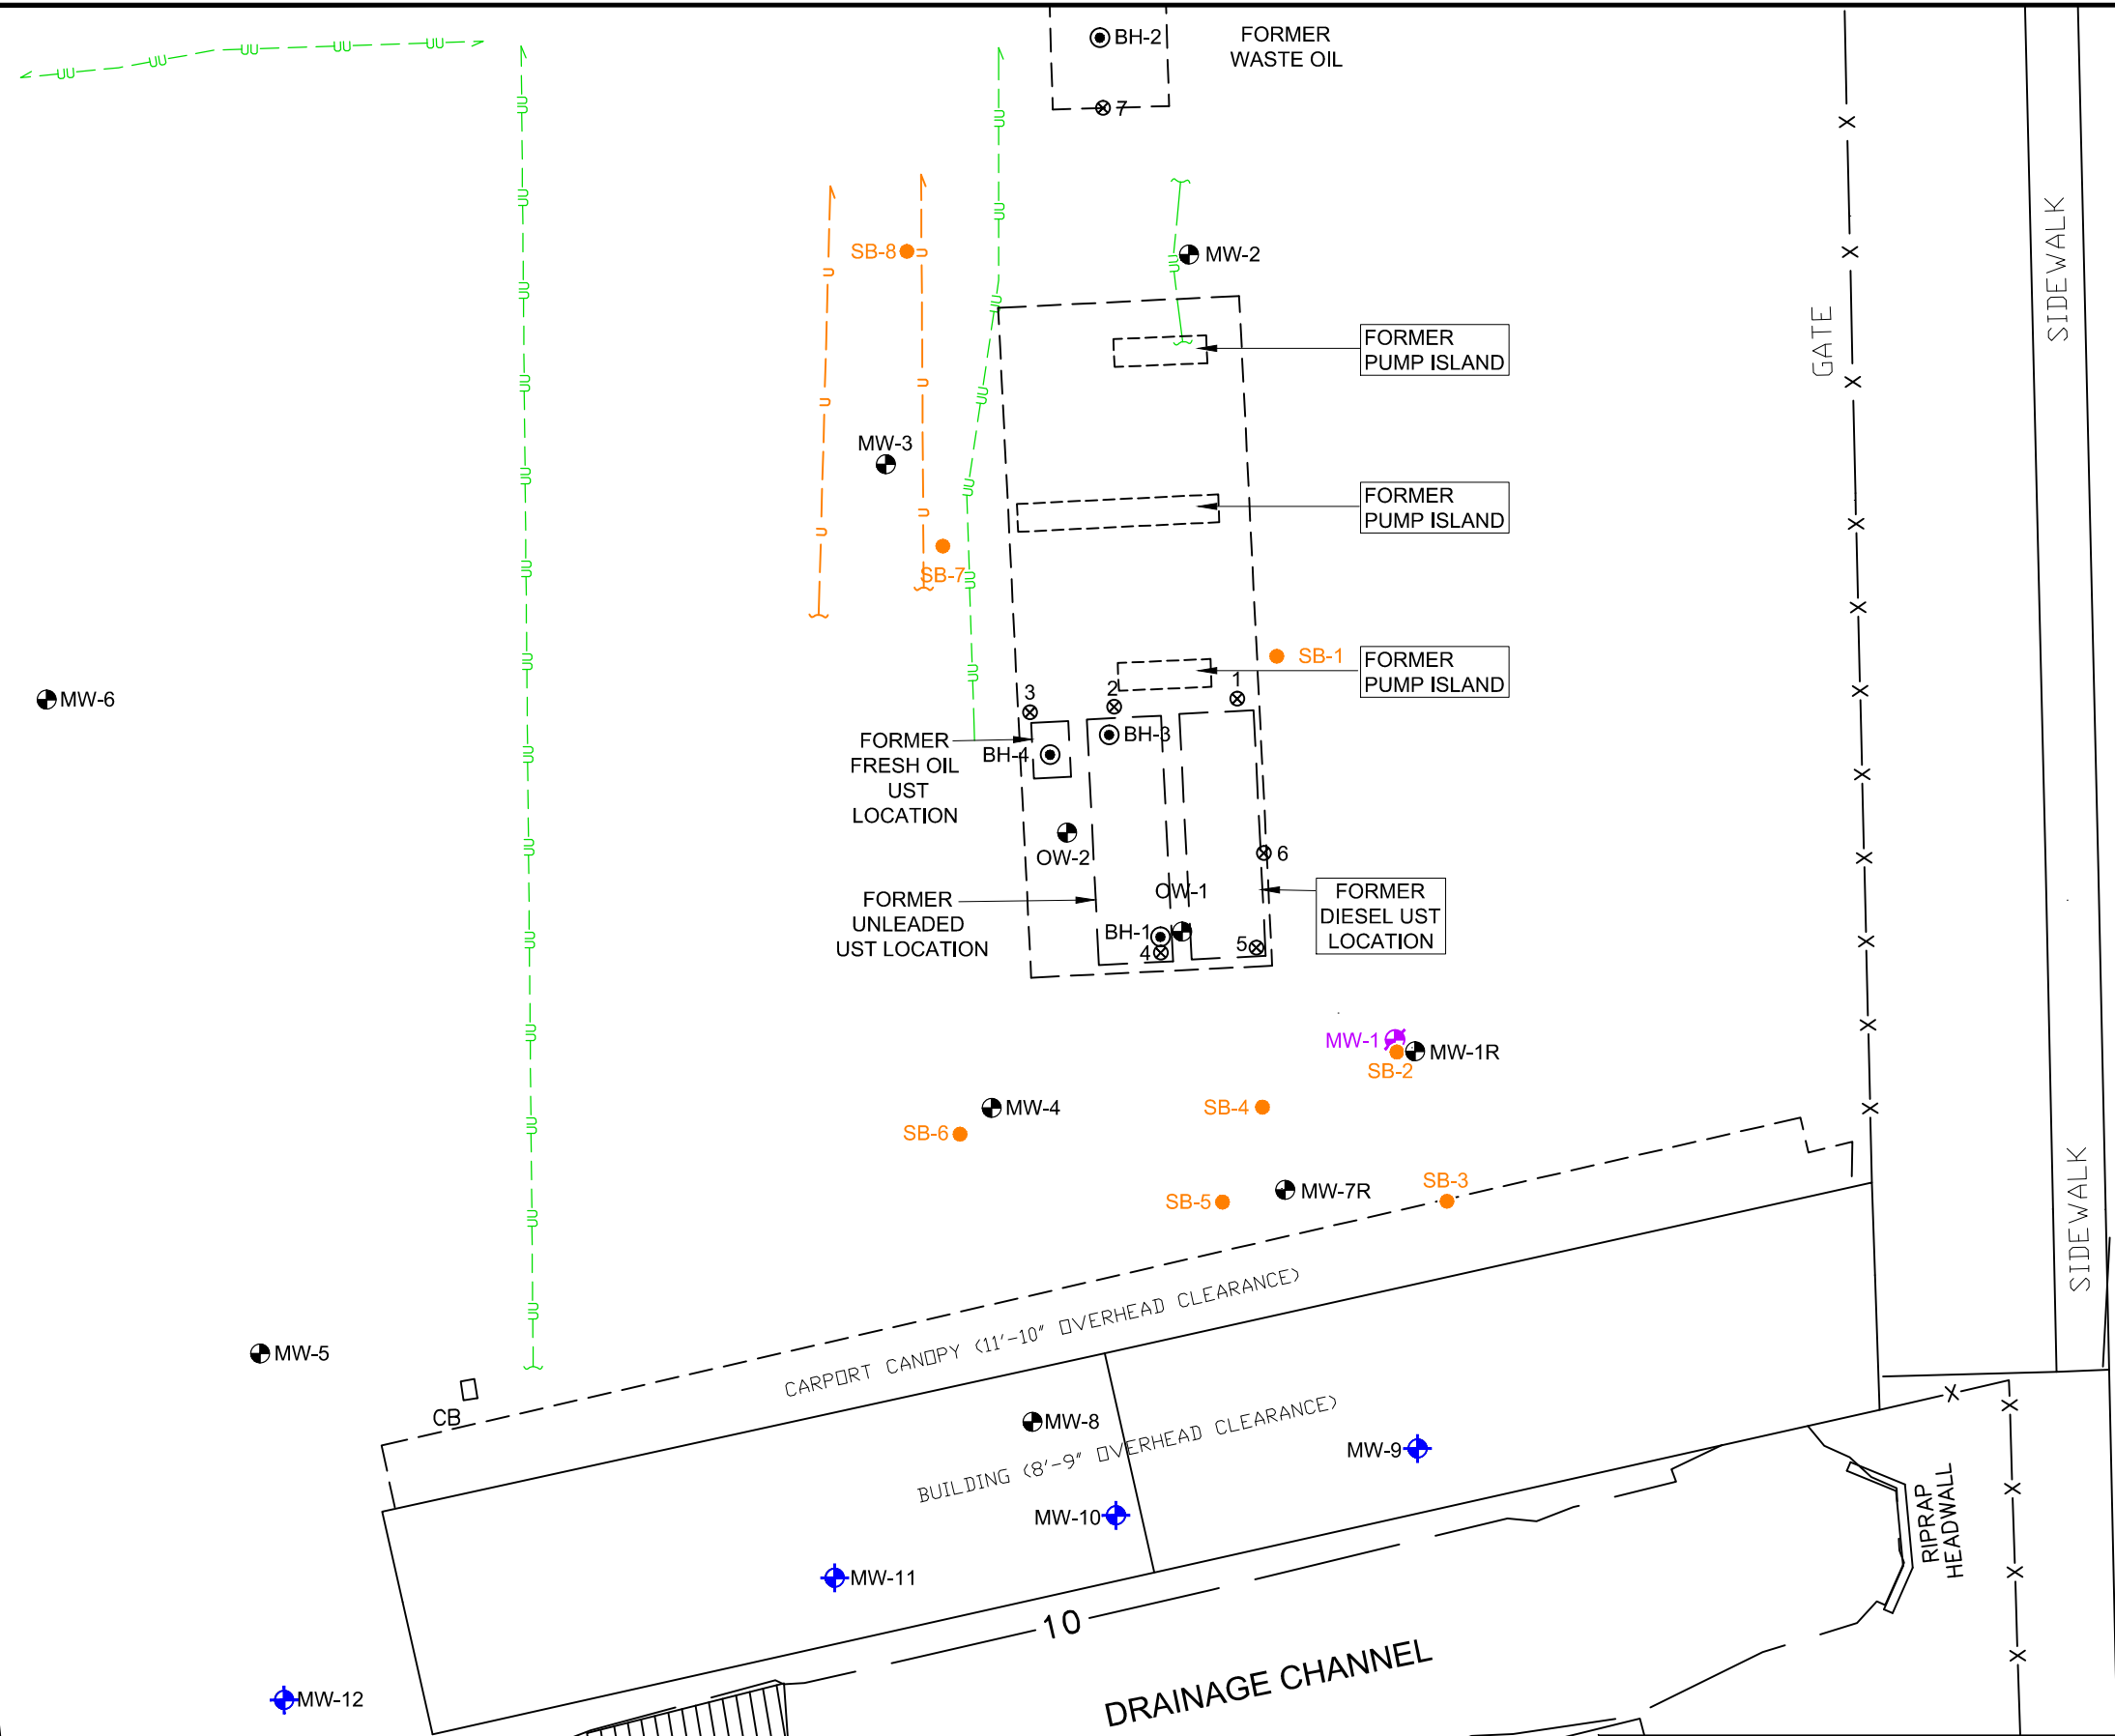 UU UU UU UU UU
BH-2
FORMER
WASTE OIL
7
SB-8
MW-2
SIDEWALK
FORMER
PUMP ISLAND
GATE
MW-3
FORMER
PUMP ISLAND
SB-7
SB-1
FORMER
PUMP ISLAND
MW-6
3
2
1
FORMER
FRESH OIL
UST
LOCATION
BH-4
BH-3
OW-2
6
FORMER
UNLEADED
UST LOCATION
OW-1
BH-1
4
5
FORMER
DIESEL UST
LOCATION
MW-1
MW-1R
SB-2
MW-4
SB-4
SB-6
SB-5
MW-7R
SB-3
SIDEWALK
CARPORT CANOPY (11'-10" OVERHEAD CLEARANCE)
MW-5
CB
MW-8
BUILDING (8'-9" OVERHEAD CLEARANCE)
MW-9
MW-10
RIPRAP
HEADWALL
MW-11
10
DRAINAGE CHANNEL
MW-12